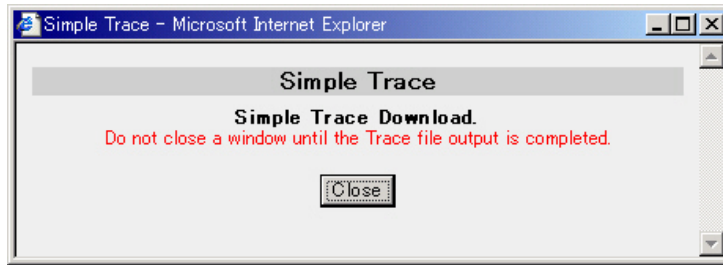 Simple Trace - Microsoft Internet Explorer
Simple Trace
Simple Trace Download.
Do not close a window until the Trace file output is completed.
Close